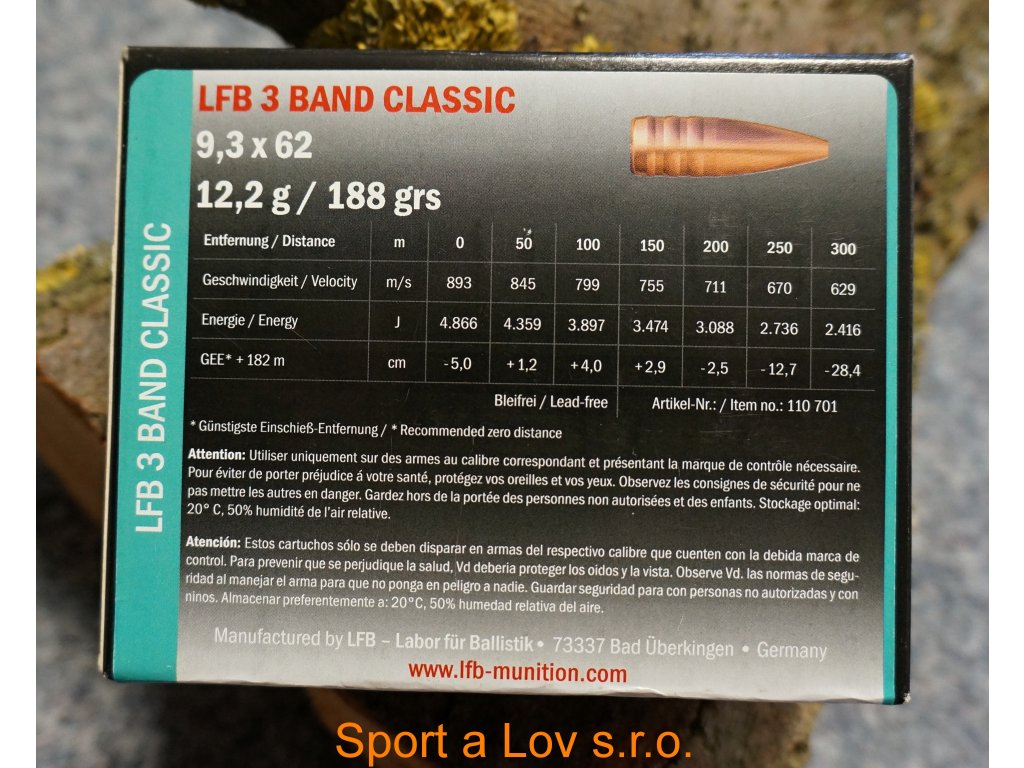 LFB 3 BAND CLASSIC
LFB 3 BAND CLASSIC
9,3 x 62
12,2 g / 188 grs
Entfernung / Distance m 0 50 100 150 200 250 300
Geschwindigkeit / Velocity m/s 893 845 799 755 711 670 629
Energie / Energy J 4.866 4.359 3.897 3.474 3.088 2.736 2.416
GEE* + 182 m cm -5,0 +1,2 +4,0 +2,9 -2,5 -12,7 -28,4
Bleifrei / Lead-free Artikel-Nr.: / Item no.: 110 701
* Günstigste Einschieß-Entfernung / * Recommended zero distance
Attention: Utiliser uniquement sur des armes au calibre correspondant et présentant la marque de contrôle nécessaire.
Pour éviter de porter préjudice á votre santé, protégez vos oreilles et vos yeux. Observez les consignes de sécurité pour ne
pas mettre les autres en danger. Gardez hors de la portée des personnes non autorisées et des enfants. Stockage optimal:
20° C, 50% humidité de l'air relative.
Atención: Estos cartuchos sólo se deben disparar en armas del respectivo calibre que cuenten con la debida marca de
control. Para prevenir que se perjudique la salud, Vd deberia proteger los oidos y la vista. Observe Vd. las normas de segu-
ridad al manejar el arma para que no ponga en peligro a nadie. Guardar seguridad para con personas no autorizadas y con
ninos. Almacenar preferentemente a: 20°C, 50% humedad relativa del aire.
Manufactured by LFB – Labor für Ballistik • 73337 Bad Überkingen • Germany
www.lfb-munition.com
Sport a Lov s.r.o.